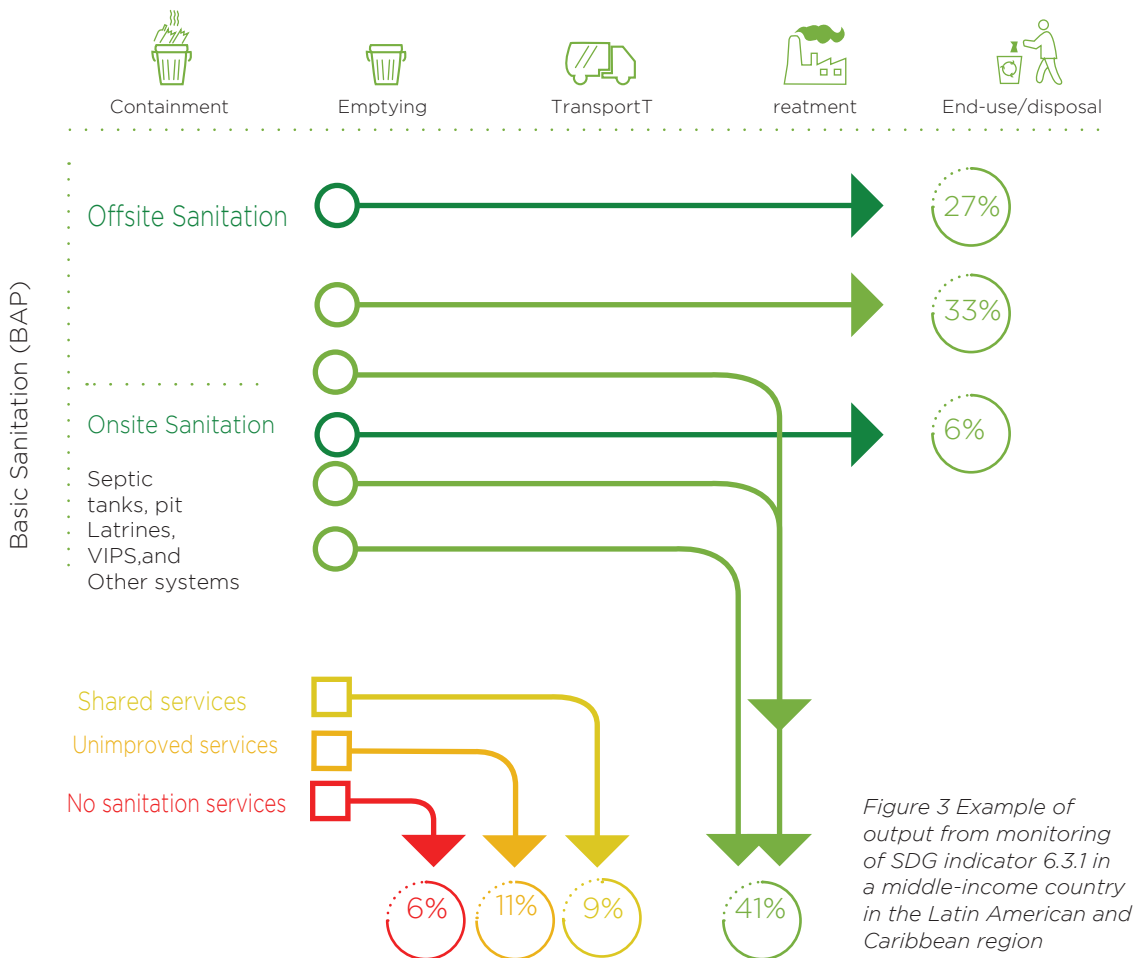 Containment
Emptying
TransportT
reatment
End-use/disposal
Basic Sanitation (BAP)
Offsite Sanitation
27%
33%
Onsite Sanitation
6%
Septic
tanks, pit
Latrines,
VIPS,and
Other systems
Shared services
Unimproved services
No sanitation services
6%
11%
9%
41%
Figure 3 Example of
output from monitoring
of SDG indicator 6.3.1 in
a middle-income country
in the Latin American and
Caribbean region